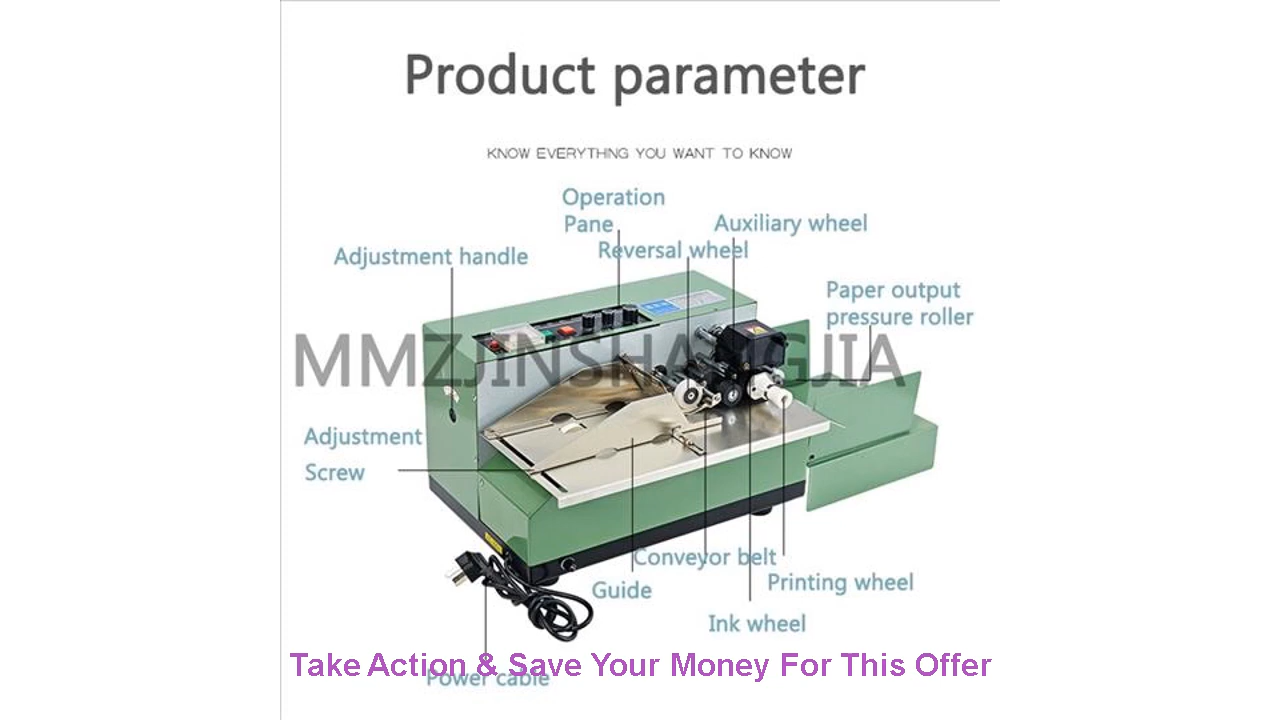 Product parameter
KNOW EVERYTHING YOU WANT TO KNOW
Operation
Pane
Auxiliary wheel
Reversal wheel
Adjustment handle
Paper output
pressure roller
MMZJINSHANGJIA
Adjustment
Screw
Conveyor belt
Printing wheel
Guide
Ink wheel
Take Action & Save Your Money For This Offer
Power cable